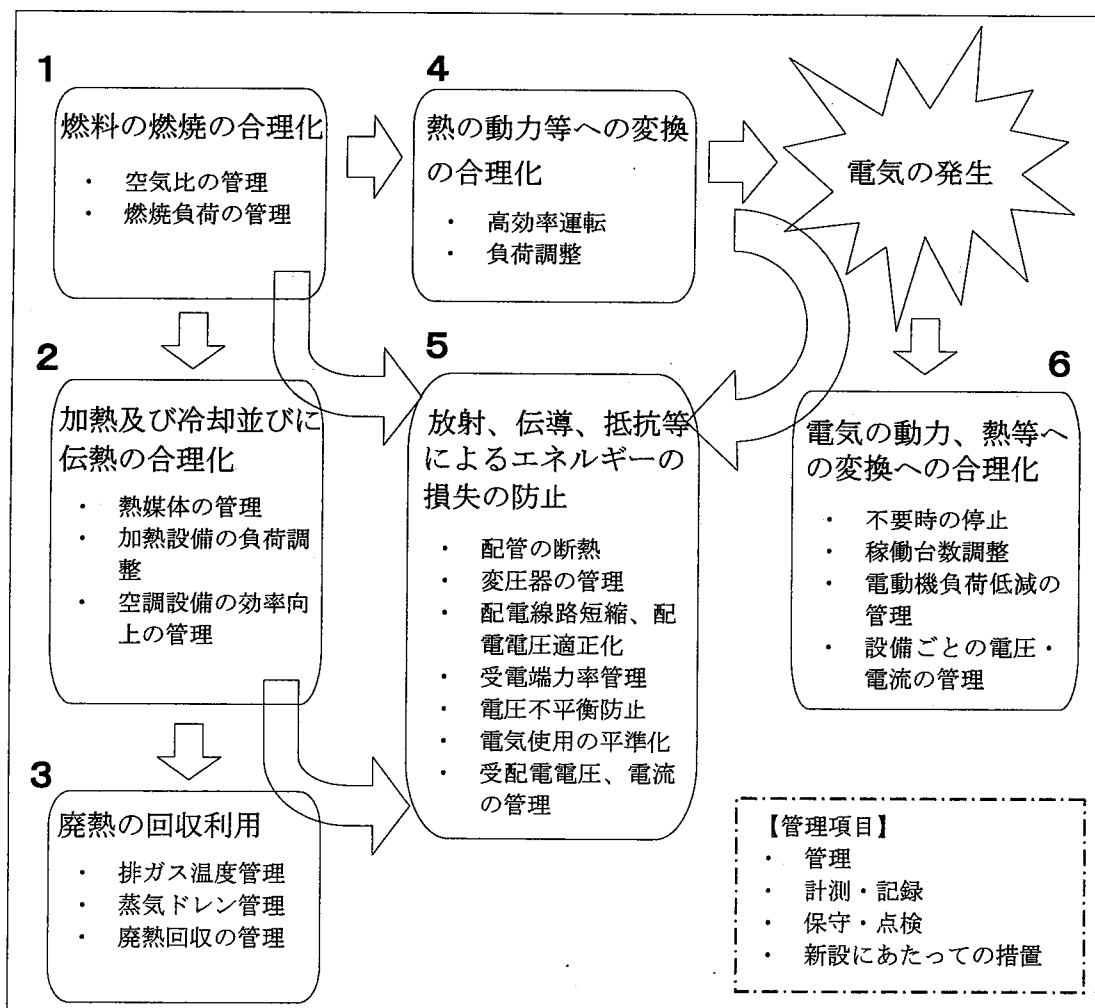 1
燃料の燃焼の合理化
・ 空気比の管理
・ 燃焼負荷の管理
4
熱の動力等への変換
の合理化
・ 高効率運転
・ 負荷調整
電気の発生
2
加熱及び冷却並びに
伝熱の合理化
・ 熱媒体の管理
・ 加熱設備の負荷調
整
・ 空調設備の効率向
上の管理
5
放射、伝導、抵抗等
によるエネルギーの
損失の防止
・ 配管の断熱
・ 変圧器の管理
・ 配電線路短縮、配
電電圧適正化
・ 受電端力率管理
・ 電圧不平衡防止
・ 電気使用の平準化
・ 受配電電圧、電流
の管理
6
電気の動力、熱等へ
の変換への合理化
・ 不要時の停止
・ 稼働台数調整
・ 電動機負荷低減の
管理
・ 設備ごとの電圧・
電流の管理
3
廃熱の回収利用
・ 排ガス温度管理
・ 蒸気ドレン管理
・ 廃熱回収の管理
【管理項目】
・ 管理
・ 計測・記録
・ 保守・点検
・ 新設にあたっての措置